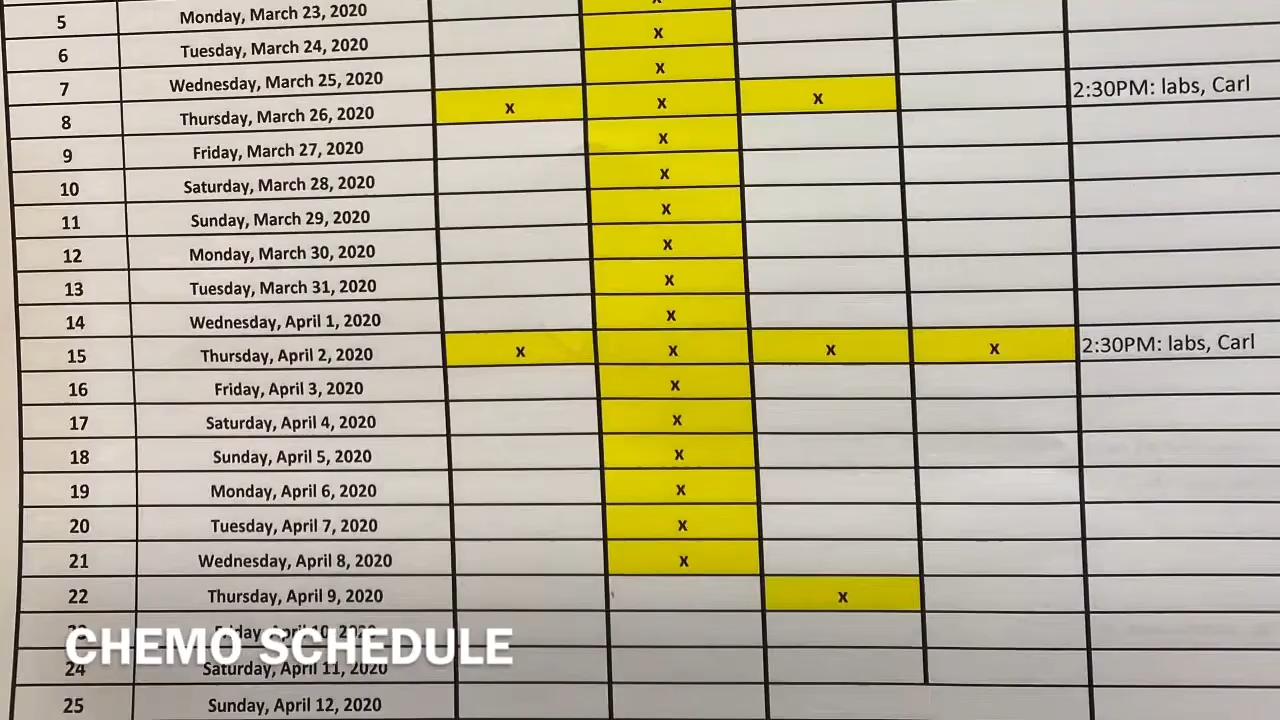 x
5 Monday, March 23, 2020 x
6 Tuesday, March 24, 2020 x
7 Wednesday, March 25, 2020 2:30PM: labs, Carl
8 Thursday, March 26, 2020 x x x
9 Friday, March 27, 2020 x
10 Saturday, March 28, 2020 x
11 Sunday, March 29, 2020 x
12 Monday, March 30, 2020 x
13 Tuesday, March 31, 2020 x
14 Wednesday, April 1, 2020 x
15 Thursday, April 2, 2020 x x x x 2:30PM: labs, Carl
16 Friday, April 3, 2020 x
17 Saturday, April 4, 2020 x
18 Sunday, April 5, 2020 x
19 Monday, April 6, 2020 x
20 Tuesday, April 7, 2020 x
21 Wednesday, April 8, 2020 x
22 Thursday, April 9, 2020 x
CHEMO SCHEDULE
24 Saturday, April 11, 2020
25 Sunday, April 12, 2020